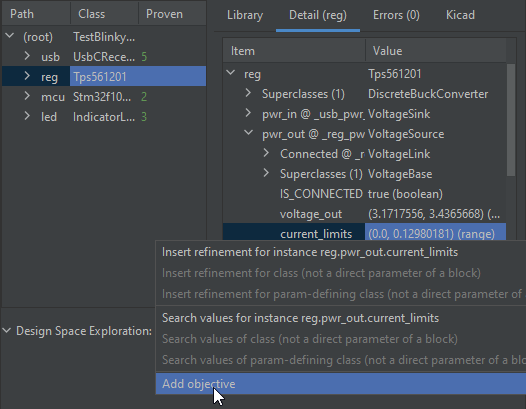 Path Class Proven
(root) TestBlinky...
usb UsbCRece... 5
reg Tps561201
mcu Stm32f10... 2
led IndicatorL... 3
Library Detail (reg) Errors (0) Kicad
Item Value
reg Tps561201
Superclasses (1) DiscreteBuckConverter
pwr_in @ _usb_pwr_ VoltageSink
pwr_out @ _reg_pw VoltageSource
Connected @ _r VoltageLink
Superclasses (1) VoltageBase
IS_CONNECTED true (boolean)
voltage_out (3.1717556, 3.4365668) (...
current_limits (0.0, 0.12980181) (range)
Insert refinement for instance reg.pwr_out.current_limits
Insert refinement for class (not a direct parameter of a block)
Insert refinement for param-defining class (not a direct parameter of
Search values for instance reg.pwr_out.current_limits
Search values of class (not a direct parameter of a block)
Search values of param-defining class (not a direct parameter of a blo
Add objective
Design Space Exploration: